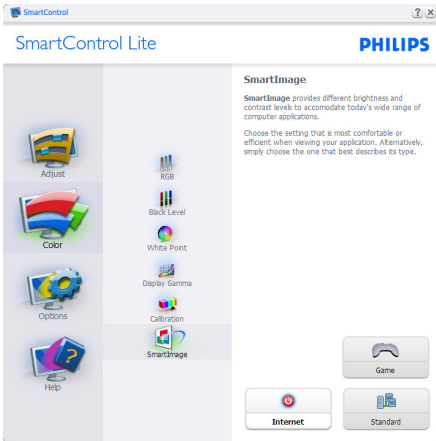 SmartControl
SmartControl Lite
PHILIPS
Adjust
Color
Options
Help
RGB
Black Level
White Point
Display Gamma
Calibration
SmartImage
SmartImage
SmartImage provides different brightness and
contrast levels to accomodate today's wide range of
computer applications.
Choose the setting that is most comfortable or
efficient when viewing your application. Alternatively,
simply choose the one that best describes its type.
Game
Internet
Standard